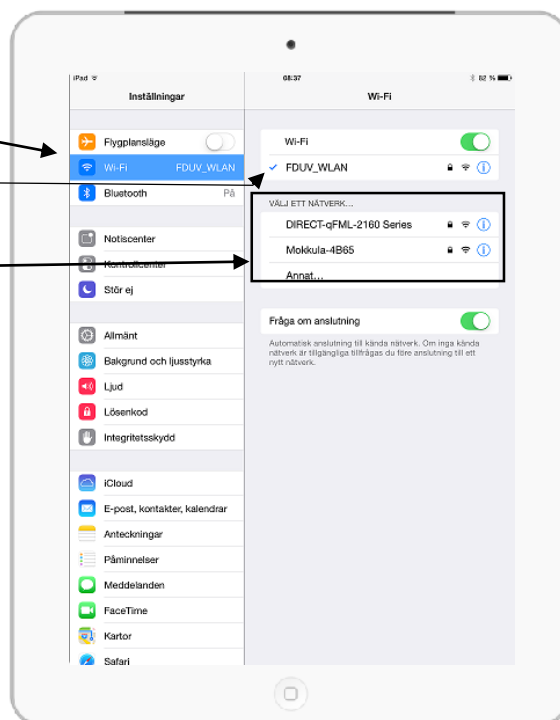 iPad
08:37
82 %
Inställningar
Wi-Fi
Flygplansläge
Wi-Fi FDUV_WLAN
Bluetooth På
Notiscenter
Kontrollcenter
Stör ej
Allmänt
Bakgrund och ljusstyrka
Ljud
Lösenkod
Integritetsskydd
iCloud
E-post, kontakter, kalendrar
Anteckningar
Påminnelser
Meddelanden
FaceTime
Kartor
Safari
Wi-Fi
FDUV_WLAN
VÄLJ ETT NÄTVERK...
DIRECT-qFML-2160 Series
Mokkula-4B65
Annat...
Fråga om anslutning
Automatisk anslutning till kända nätverk. Om inga kända
nätverk är tillgängliga tillfrågas du före anslutning till ett
nytt nätverk.